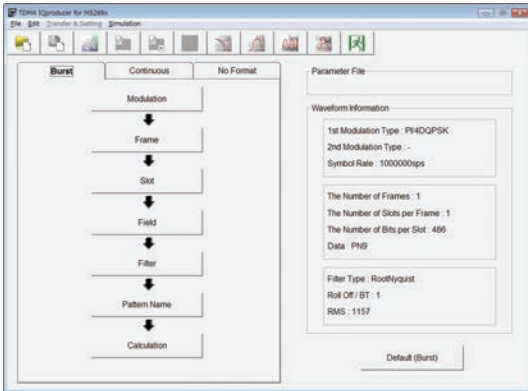 TDMA IQproducer for MS269x
File Edit Transfer & Setting Simulation
Burst Continuous No Format
Modulation
Frame
Slot
Field
Filter
Pattern Name
Calculation
Parameter File
Waveform Information
1st Modulation Type : PI/4DQPSK
2nd Modulation Type : -
Symbol Rate : 1000000sps
The Number of Frames : 1
The Number of Slots per Frame : 1
The Number of Bits per Slot : 486
Data : PN9
Filter Type : RootNyquist
Roll Off / BT : 1
RMS : 1157
Default (Burst)